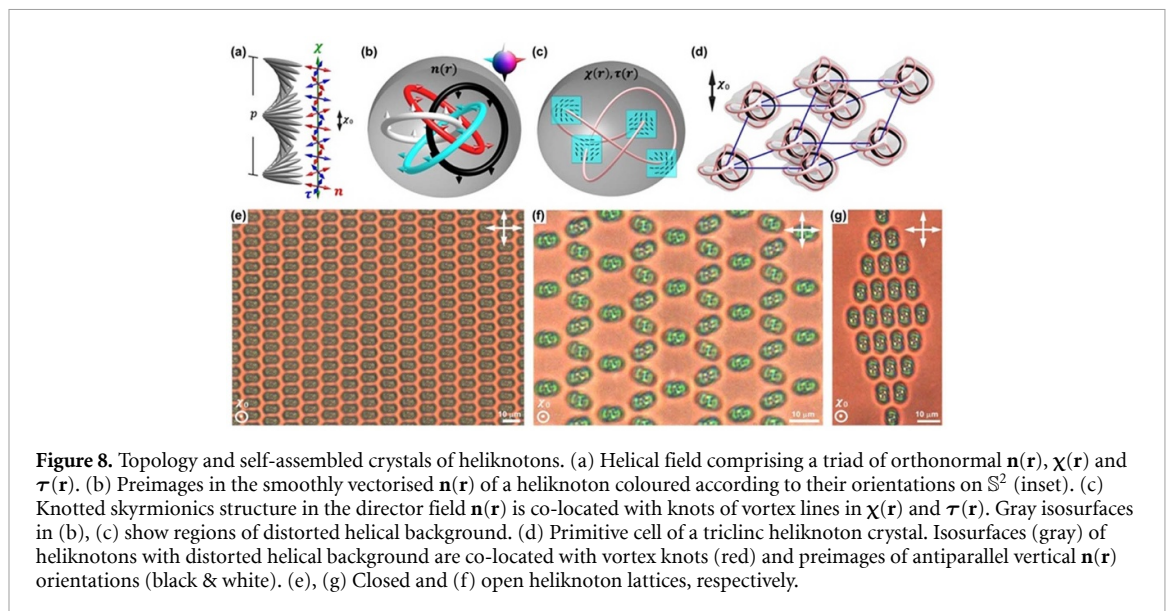 (a)
χ
p
χ₀
τ
n
(b)
n(r)
(c)
χ(r),τ(r)
(d)
χ₀
(e)
χ₀
10 μm
(f)
χ₀
10 μm
(g)
χ₀
10 μm
Figure 8. Topology and self-assembled crystals of heliknotons. (a) Helical field comprising a triad of orthonormal n(r), χ(r) and
τ(r). (b) Preimages in the smoothly vectorised n(r) of a heliknoton coloured according to their orientations on 𝕊² (inset). (c)
Knotted skyrmionics structure in the director field n(r) is co-located with knots of vortex lines in χ(r) and τ(r). Gray isosurfaces
in (b), (c) show regions of distorted helical background. (d) Primitive cell of a triclinc heliknoton crystal. Isosurfaces (gray) of
heliknotons with distorted helical background are co-located with vortex knots (red) and preimages of antiparallel vertical n(r)
orientations (black & white). (e), (g) Closed and (f) open heliknoton lattices, respectively.